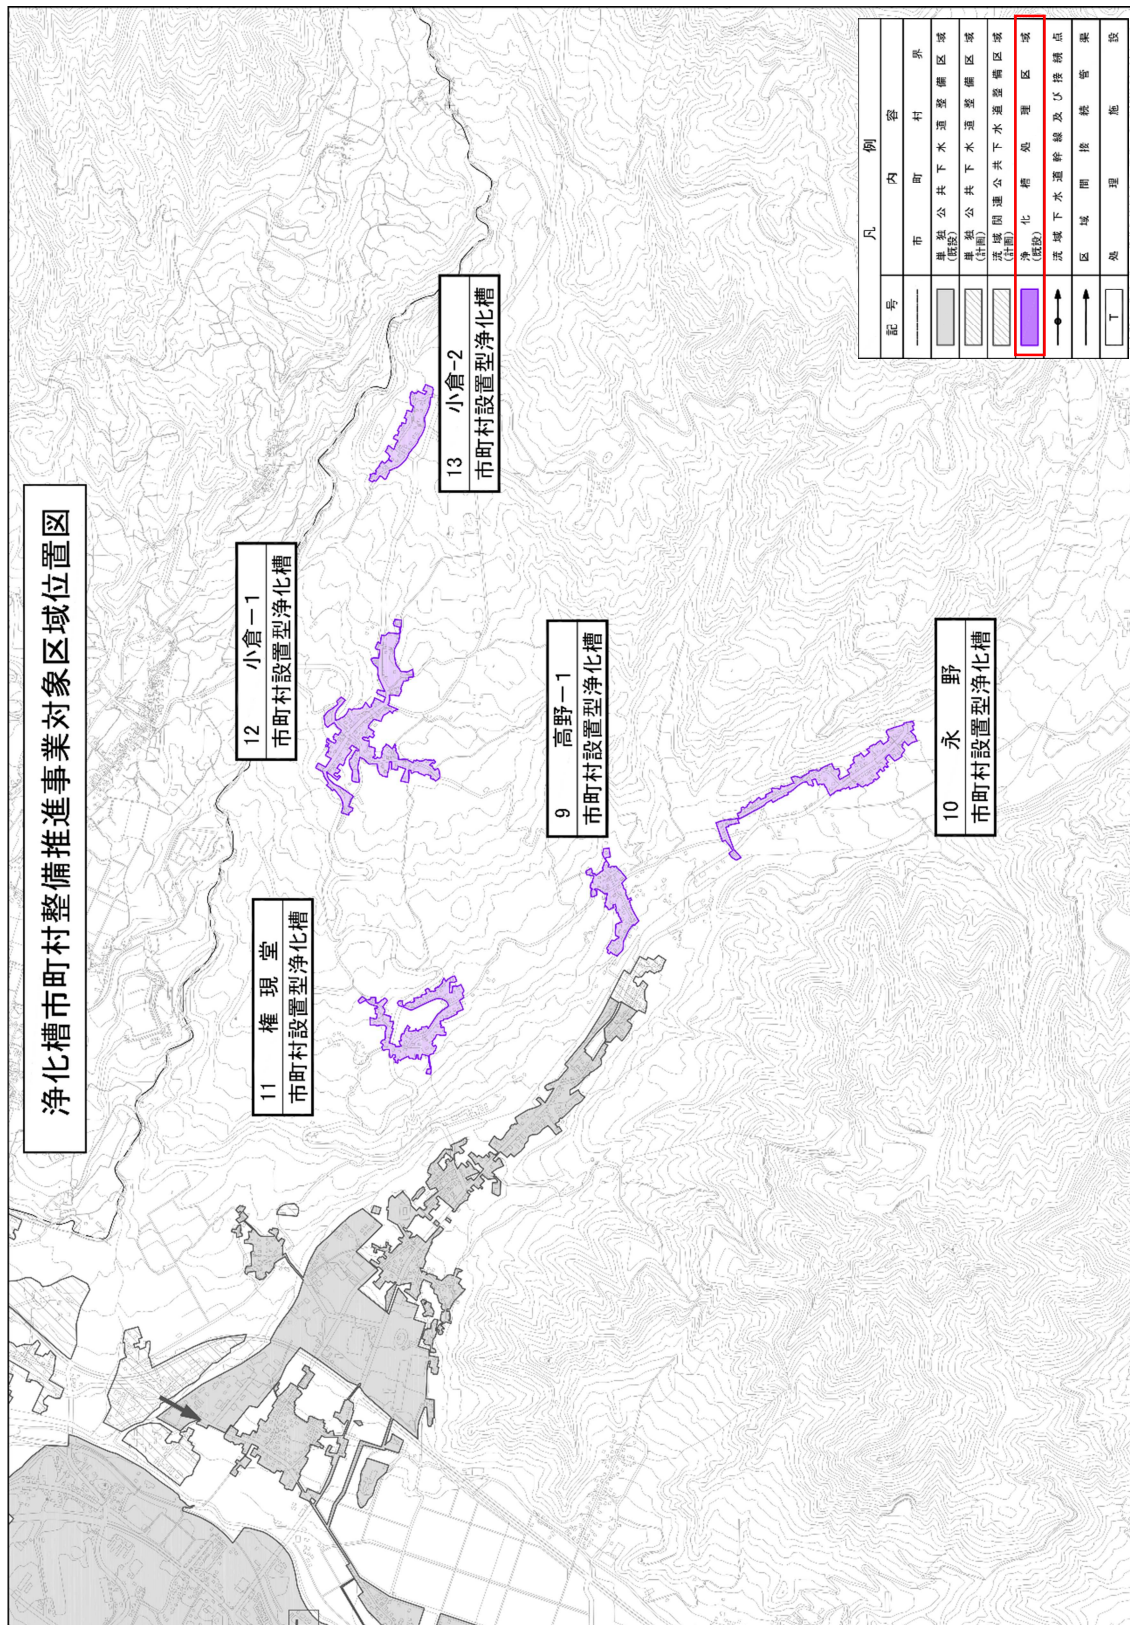 浄化槽市町村整備推進事業対象区域位置図
11 権現堂
市町村設置型浄化槽
12 小倉-1
市町村設置型浄化槽
13 小倉-2
市町村設置型浄化槽
9 高野-1
市町村設置型浄化槽
10 永野
市町村設置型浄化槽
凡例
記号 内容
市町村界
単独公共下水道整備区域
(既設)
単独公共下水道整備区域
(計画)
流域関連公共下水道整備区域
(計画)
浄化槽処理区域
(既設)
流域下水道幹線及び接続点
区域間接続管渠
T 処理施設